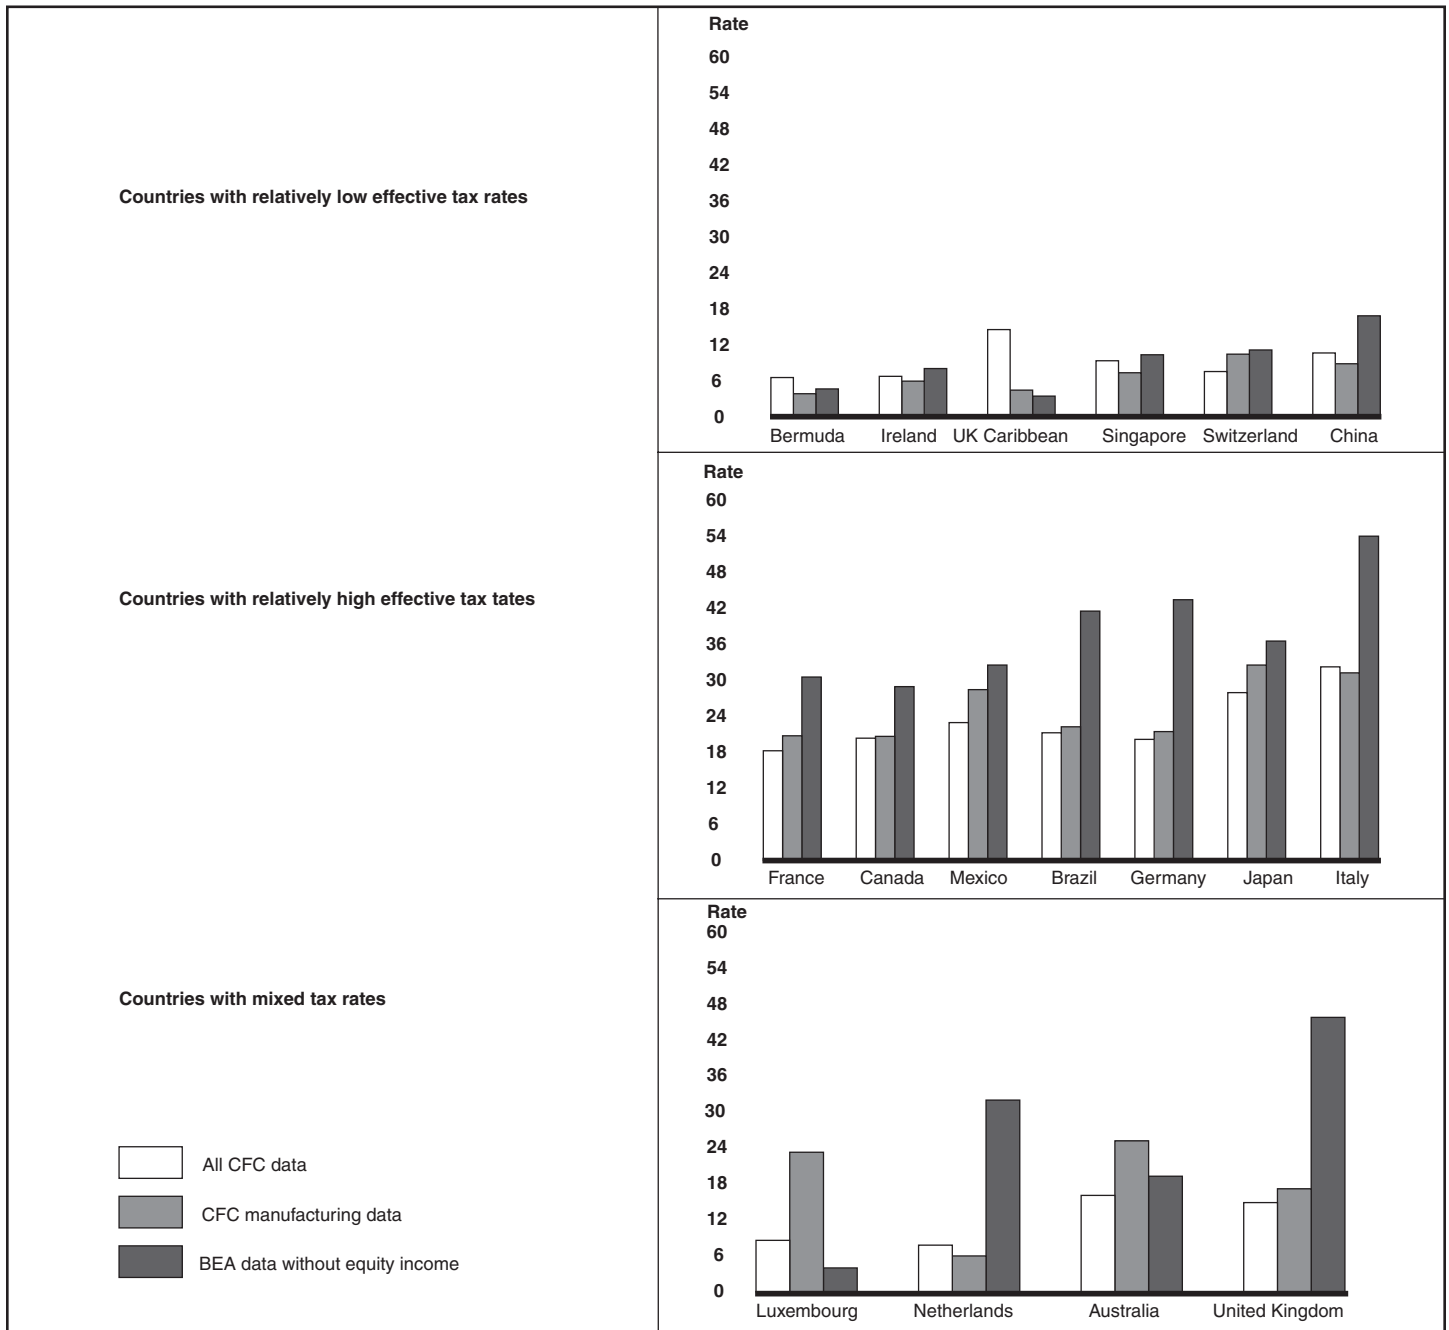 Rate
60
54
48
42
36
30
24
18
12
6
0
Countries with relatively low effective tax rates
Bermuda Ireland UK Caribbean Singapore Switzerland China
Rate
60
54
48
42
36
30
24
18
12
6
0
Countries with relatively high effective tax tates
France Canada Mexico Brazil Germany Japan Italy
Rate
60
54
48
42
36
30
24
18
12
6
0
Countries with mixed tax rates
Luxembourg Netherlands Australia United Kingdom
All CFC data
CFC manufacturing data
BEA data without equity income